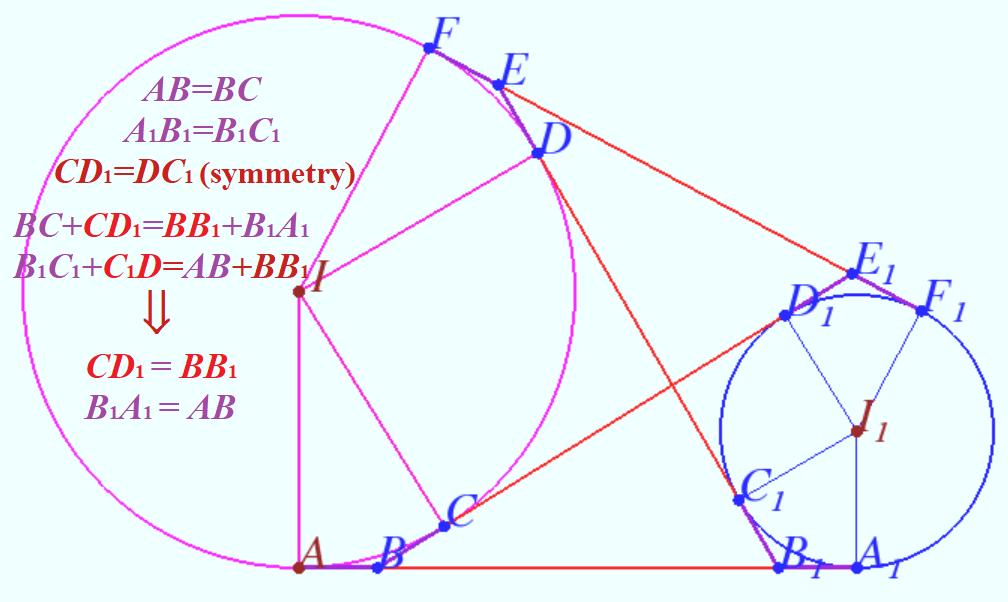 AB=BC
A₁B₁=B₁C₁
CD₁=DC₁ (symmetry)
BC+CD₁=BB₁+B₁A₁
B₁C₁+C₁D=AB+BB₁
⇓
CD₁ = BB₁
B₁A₁ = AB
F
E
D
I
E₁
D₁
F₁
I₁
C
C₁
A
B
B₁
A₁